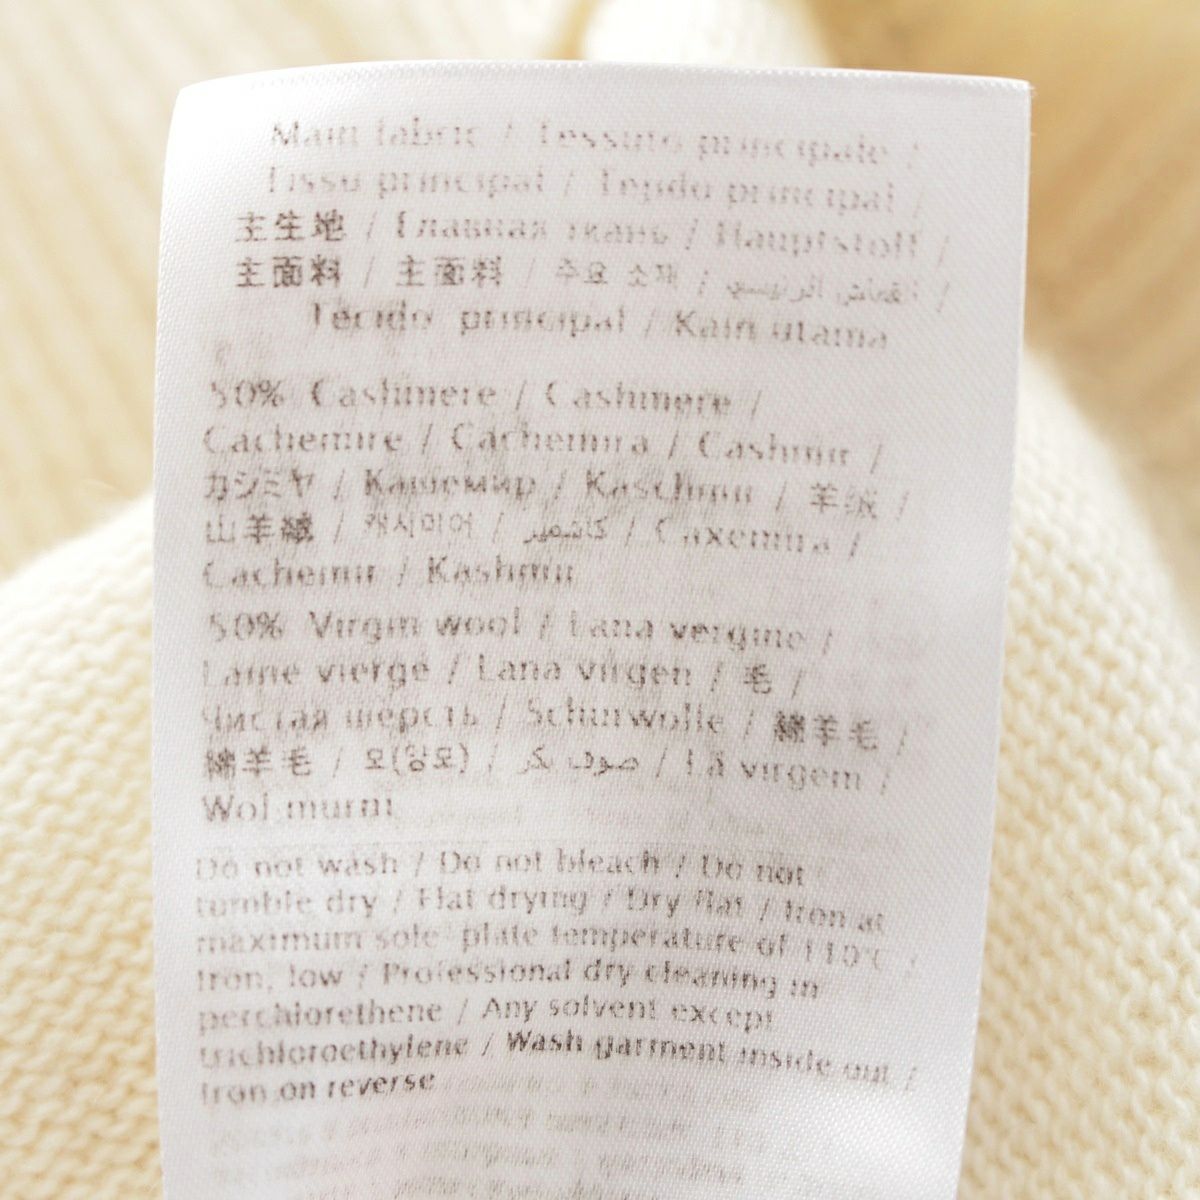 Main fabric / Tessuto principale /
Tissu principal / Tejido principal /
主生地 / Главная ткань / Hauptstoff /
主面料 / 主面料 / 주요 소재 / القماش الرئيسي /
Tecido principal / Kain utama
50% Cashmere / Cashmere /
Cachemire / Cachemira / Cashmir /
カシミヤ / Кашемир / Kaschmir / 羊绒 /
山羊絨 / 캐시미어 / كاشمير / Caxemira /
Cachemir / Kashmir
50% Virgin wool / Lana vergine /
Laine vierge / Lana virgen / 毛 /
Чистая шерсть / Schurwolle / 綿羊毛 /
綿羊毛 / 모(양모) / صوف بكر / Lã virgem /
Wol murni
Do not wash / Do not bleach / Do not
tumble dry / Flat drying / Dry flat / Iron at
maximum sole-plate temperature of 110°C /
Iron, low / Professional dry cleaning in
perchlorethene / Any solvent except
trichloroethylene / Wash garment inside out /
Iron on reverse